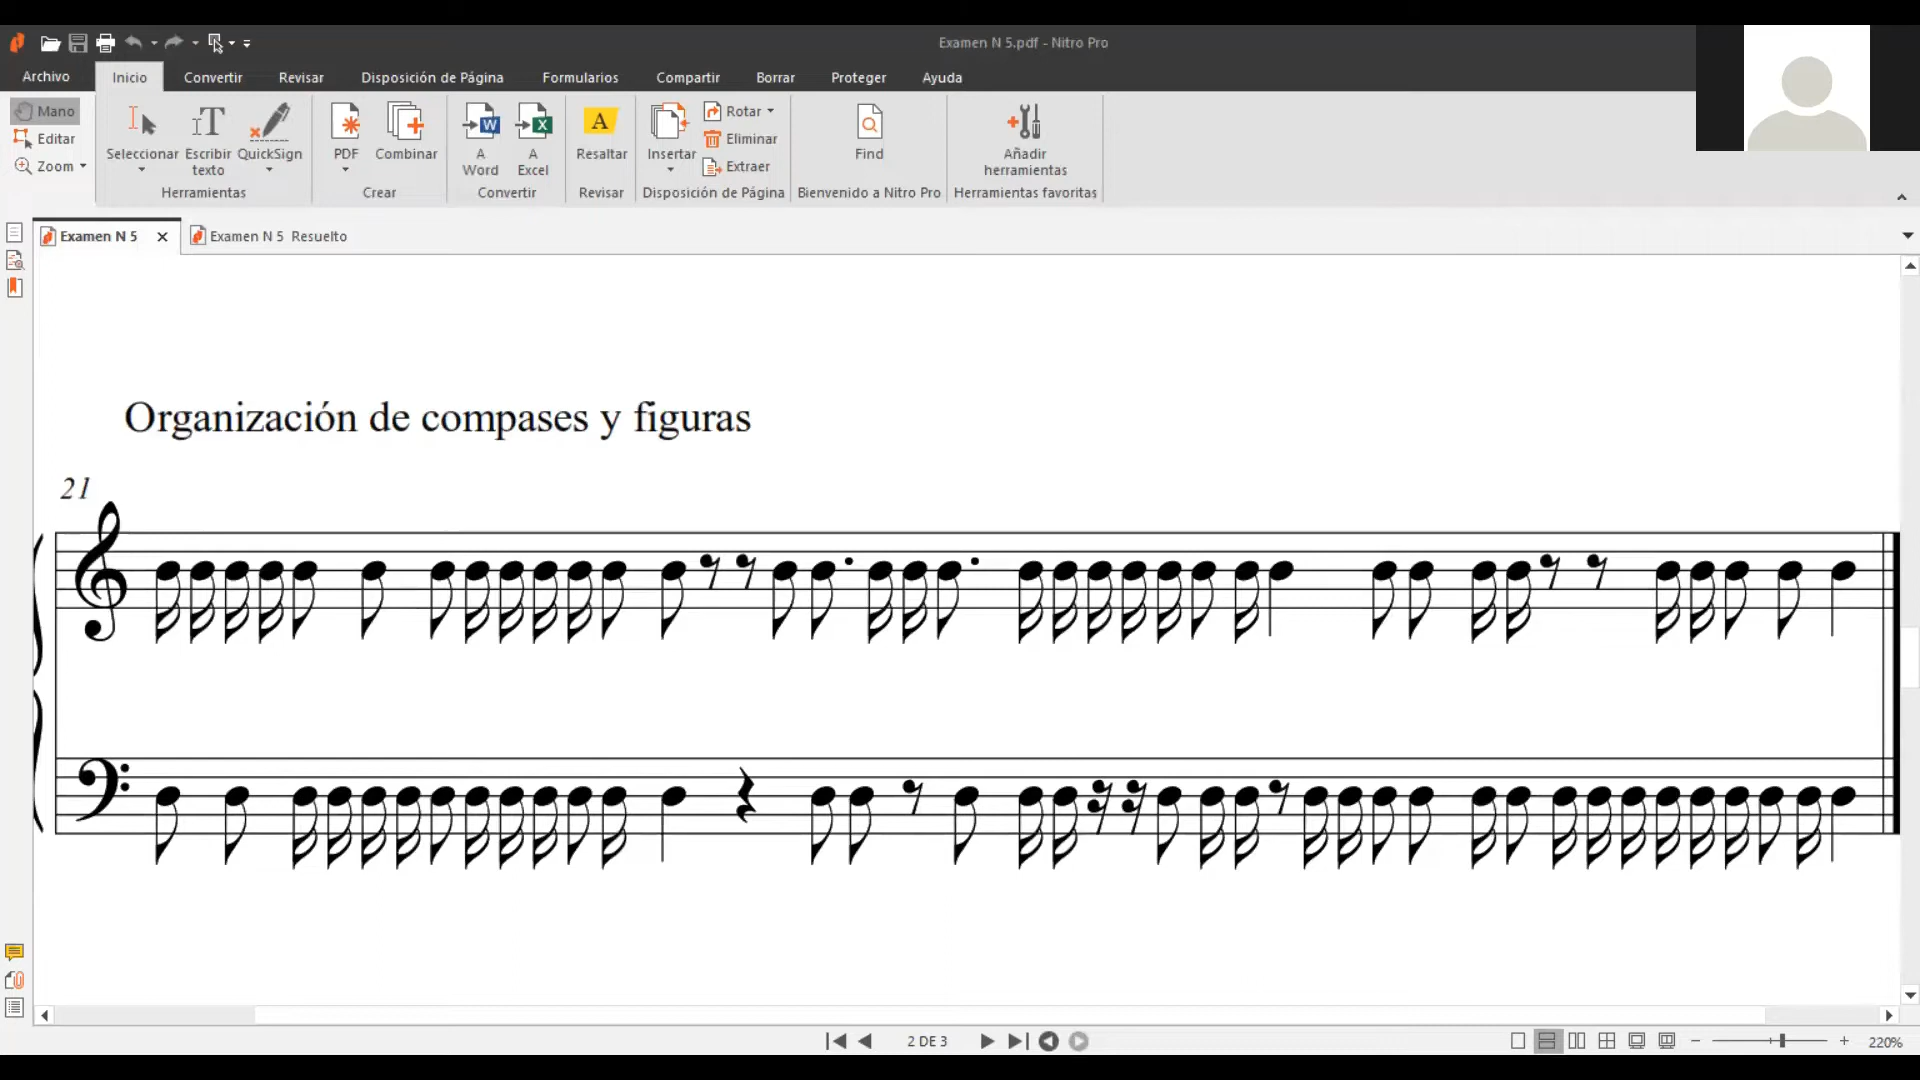 Examen N 5.pdf - Nitro Pro
Archivo Inicio Convertir Revisar Disposición de Página Formularios Compartir Borrar Proteger Ayuda
Mano
Editar
Zoom
Seleccionar
Escribir texto
QuickSign
Herramientas
PDF
Combinar
Crear
A Word
A Excel
Convertir
Resaltar
Revisar
Insertar
Rotar
Eliminar
Extraer
Disposición de Página
Find
Bienvenido a Nitro Pro
Añadir herramientas
Herramientas favoritas
Examen N 5
Examen N 5 Resuelto
Organización de compases y figuras
21
2 DE 3
220%